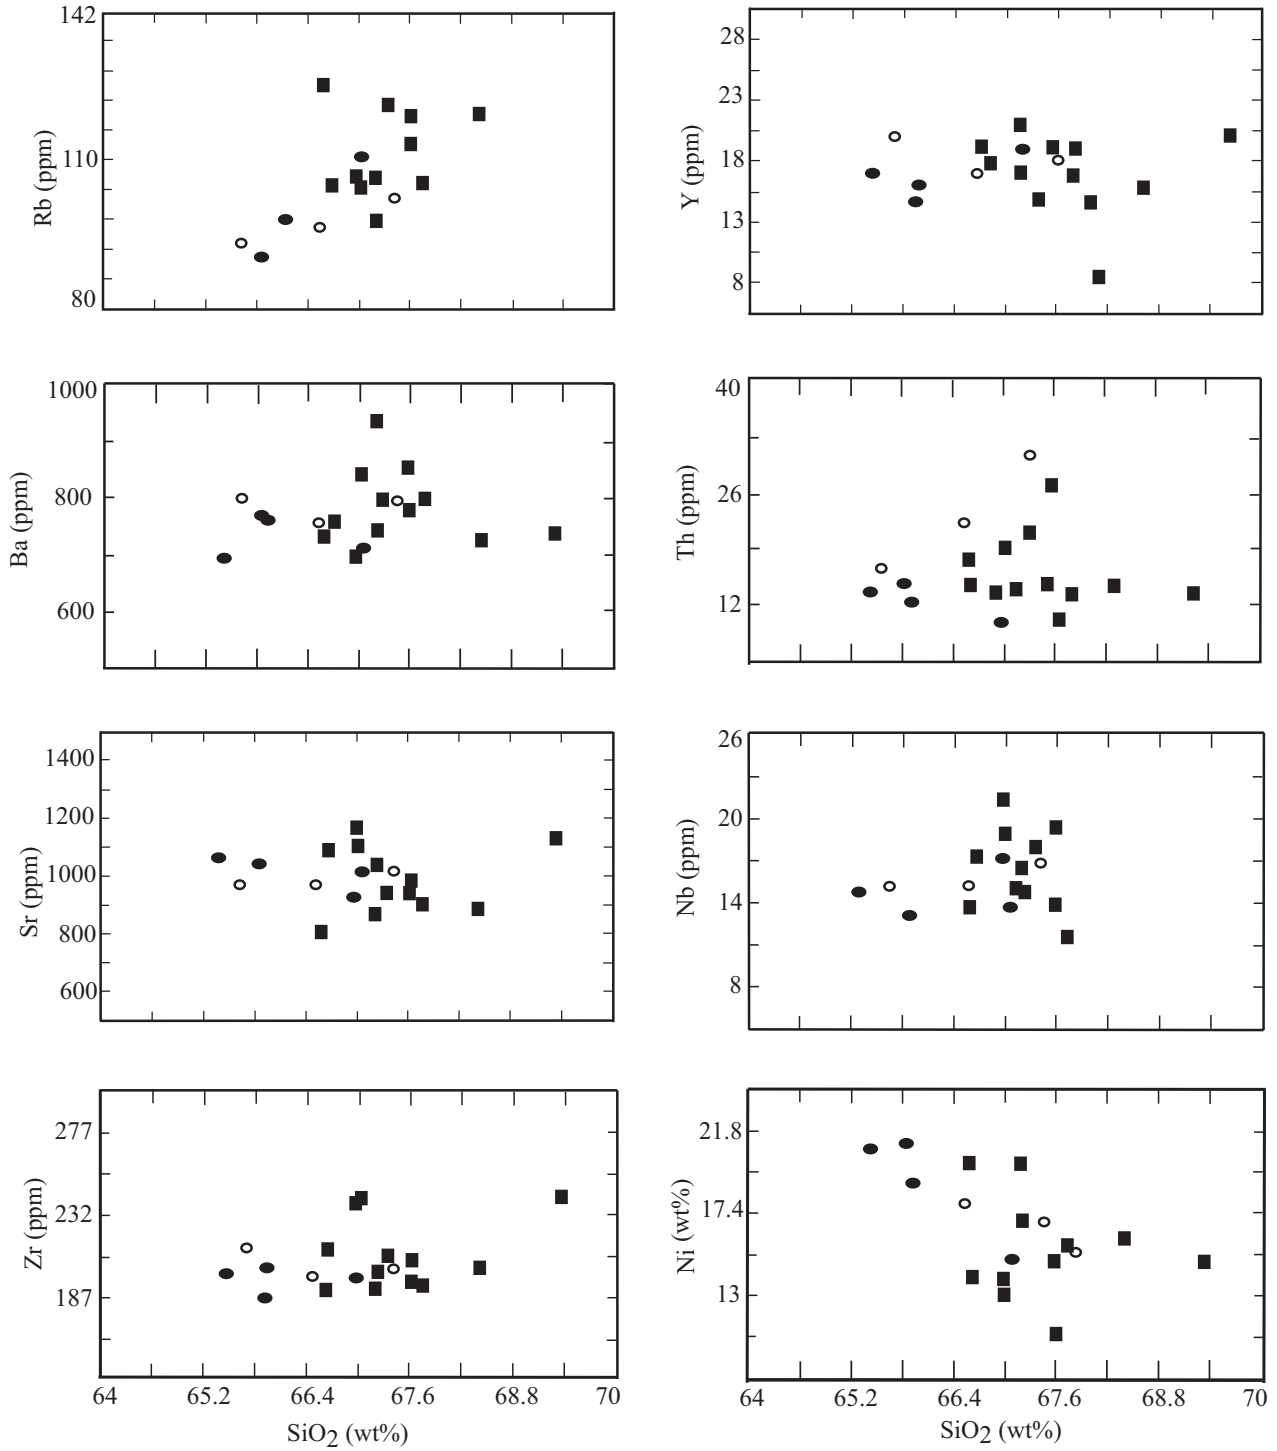 142
Rb (ppm)
110
80
28
23
Y (ppm)
18
13
8
1000
Ba (ppm)
800
600
40
Th (ppm)
26
12
1400
1200
Sr (ppm)
1000
800
600
26
20
Nb (ppm)
14
8
277
Zr (ppm)
232
187
64 65.2 66.4 67.6 68.8 70
SiO2 (wt%)
21.8
Ni (wt%)
17.4
13
64 65.2 66.4 67.6 68.8 70
SiO2 (wt%)